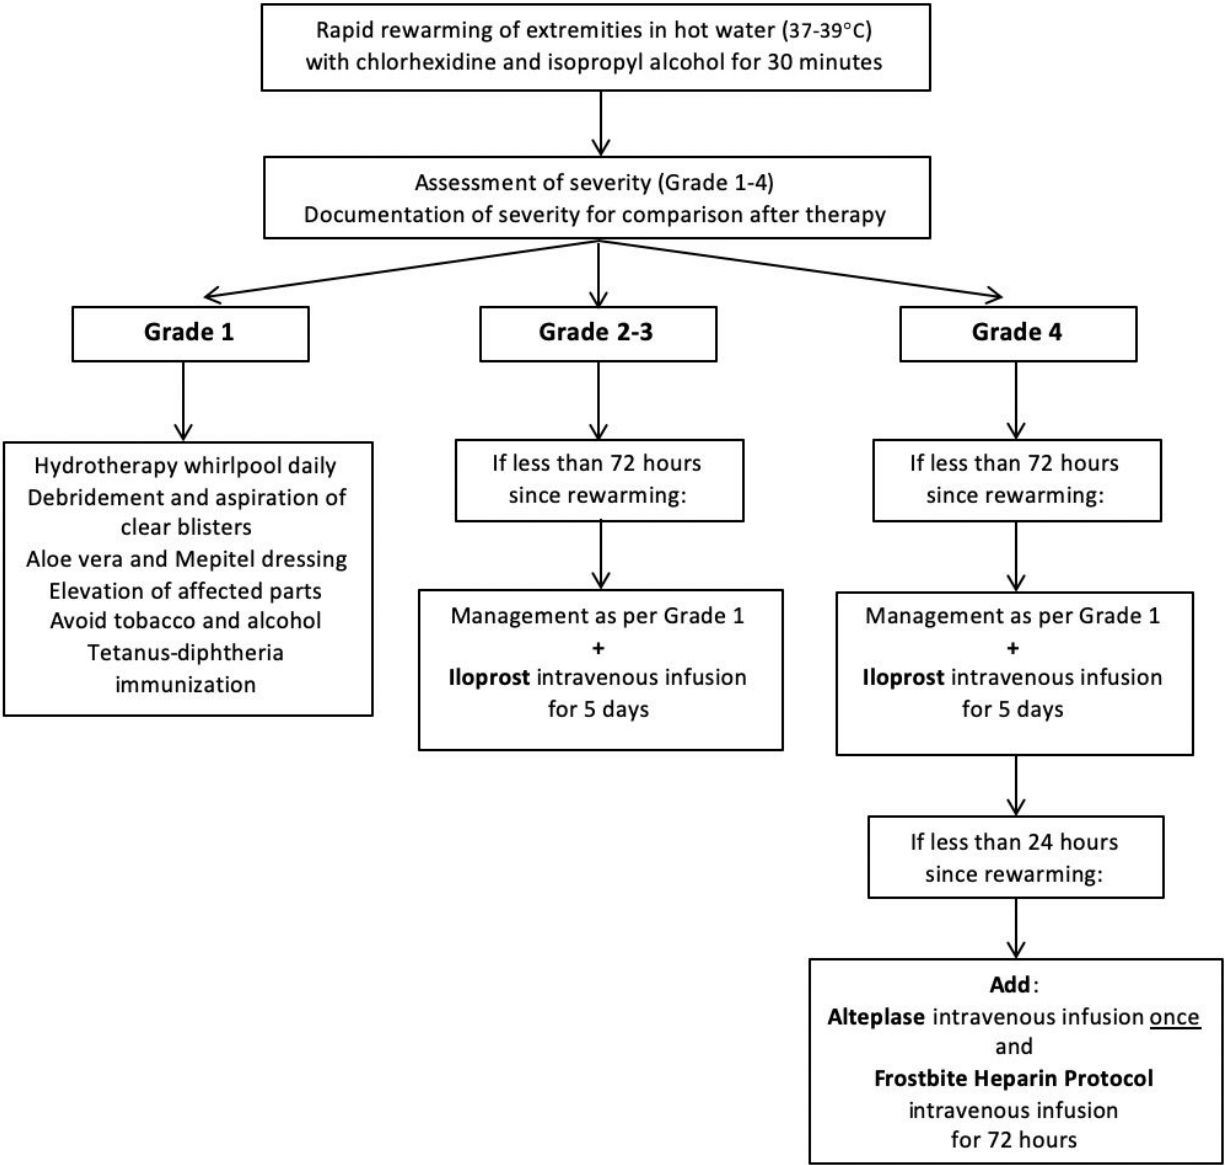 Rapid rewarming of extremities in hot water (37-39°C)
with chlorhexidine and isopropyl alcohol for 30 minutes
Assessment of severity (Grade 1-4)
Documentation of severity for comparison after therapy
Grade 1
Hydrotherapy whirlpool daily
Debridement and aspiration of
clear blisters
Aloe vera and Mepitel dressing
Elevation of affected parts
Avoid tobacco and alcohol
Tetanus-diphtheria
immunization
Grade 2-3
If less than 72 hours
since rewarming:
Management as per Grade 1
+
Iloprost intravenous infusion
for 5 days
Grade 4
If less than 72 hours
since rewarming:
Management as per Grade 1
+
Iloprost intravenous infusion
for 5 days
If less than 24 hours
since rewarming:
Add:
Alteplase intravenous infusion once
and
Frostbite Heparin Protocol
intravenous infusion
for 72 hours